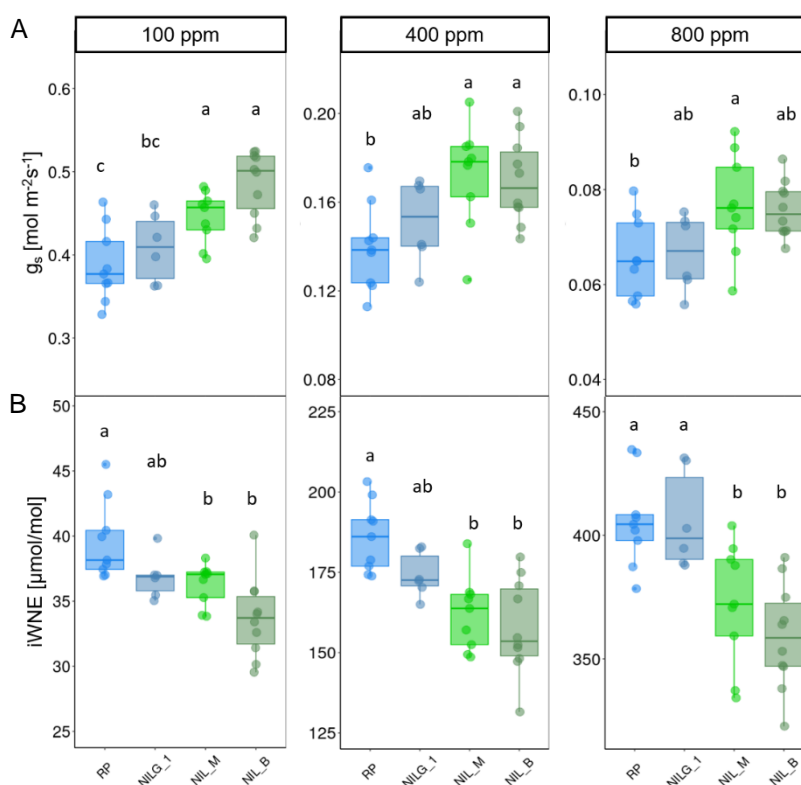 A
100 ppm
400 ppm
800 ppm
gs [mol m-2s-1]
0.6
0.5
0.4
0.3
c
bc
a
a
0.20
0.16
0.12
0.08
b
ab
a
a
0.10
0.08
0.06
0.04
b
ab
a
ab
B
iWNE [µmol/mol]
50
45
40
35
30
25
a
ab
b
b
225
200
175
150
125
a
ab
b
b
450
400
350
a
a
b
b
RP
NILG_1
NIL_M
NIL_B
RP
NILG_1
NIL_M
NIL_B
RP
NILG_1
NIL_M
NIL_B